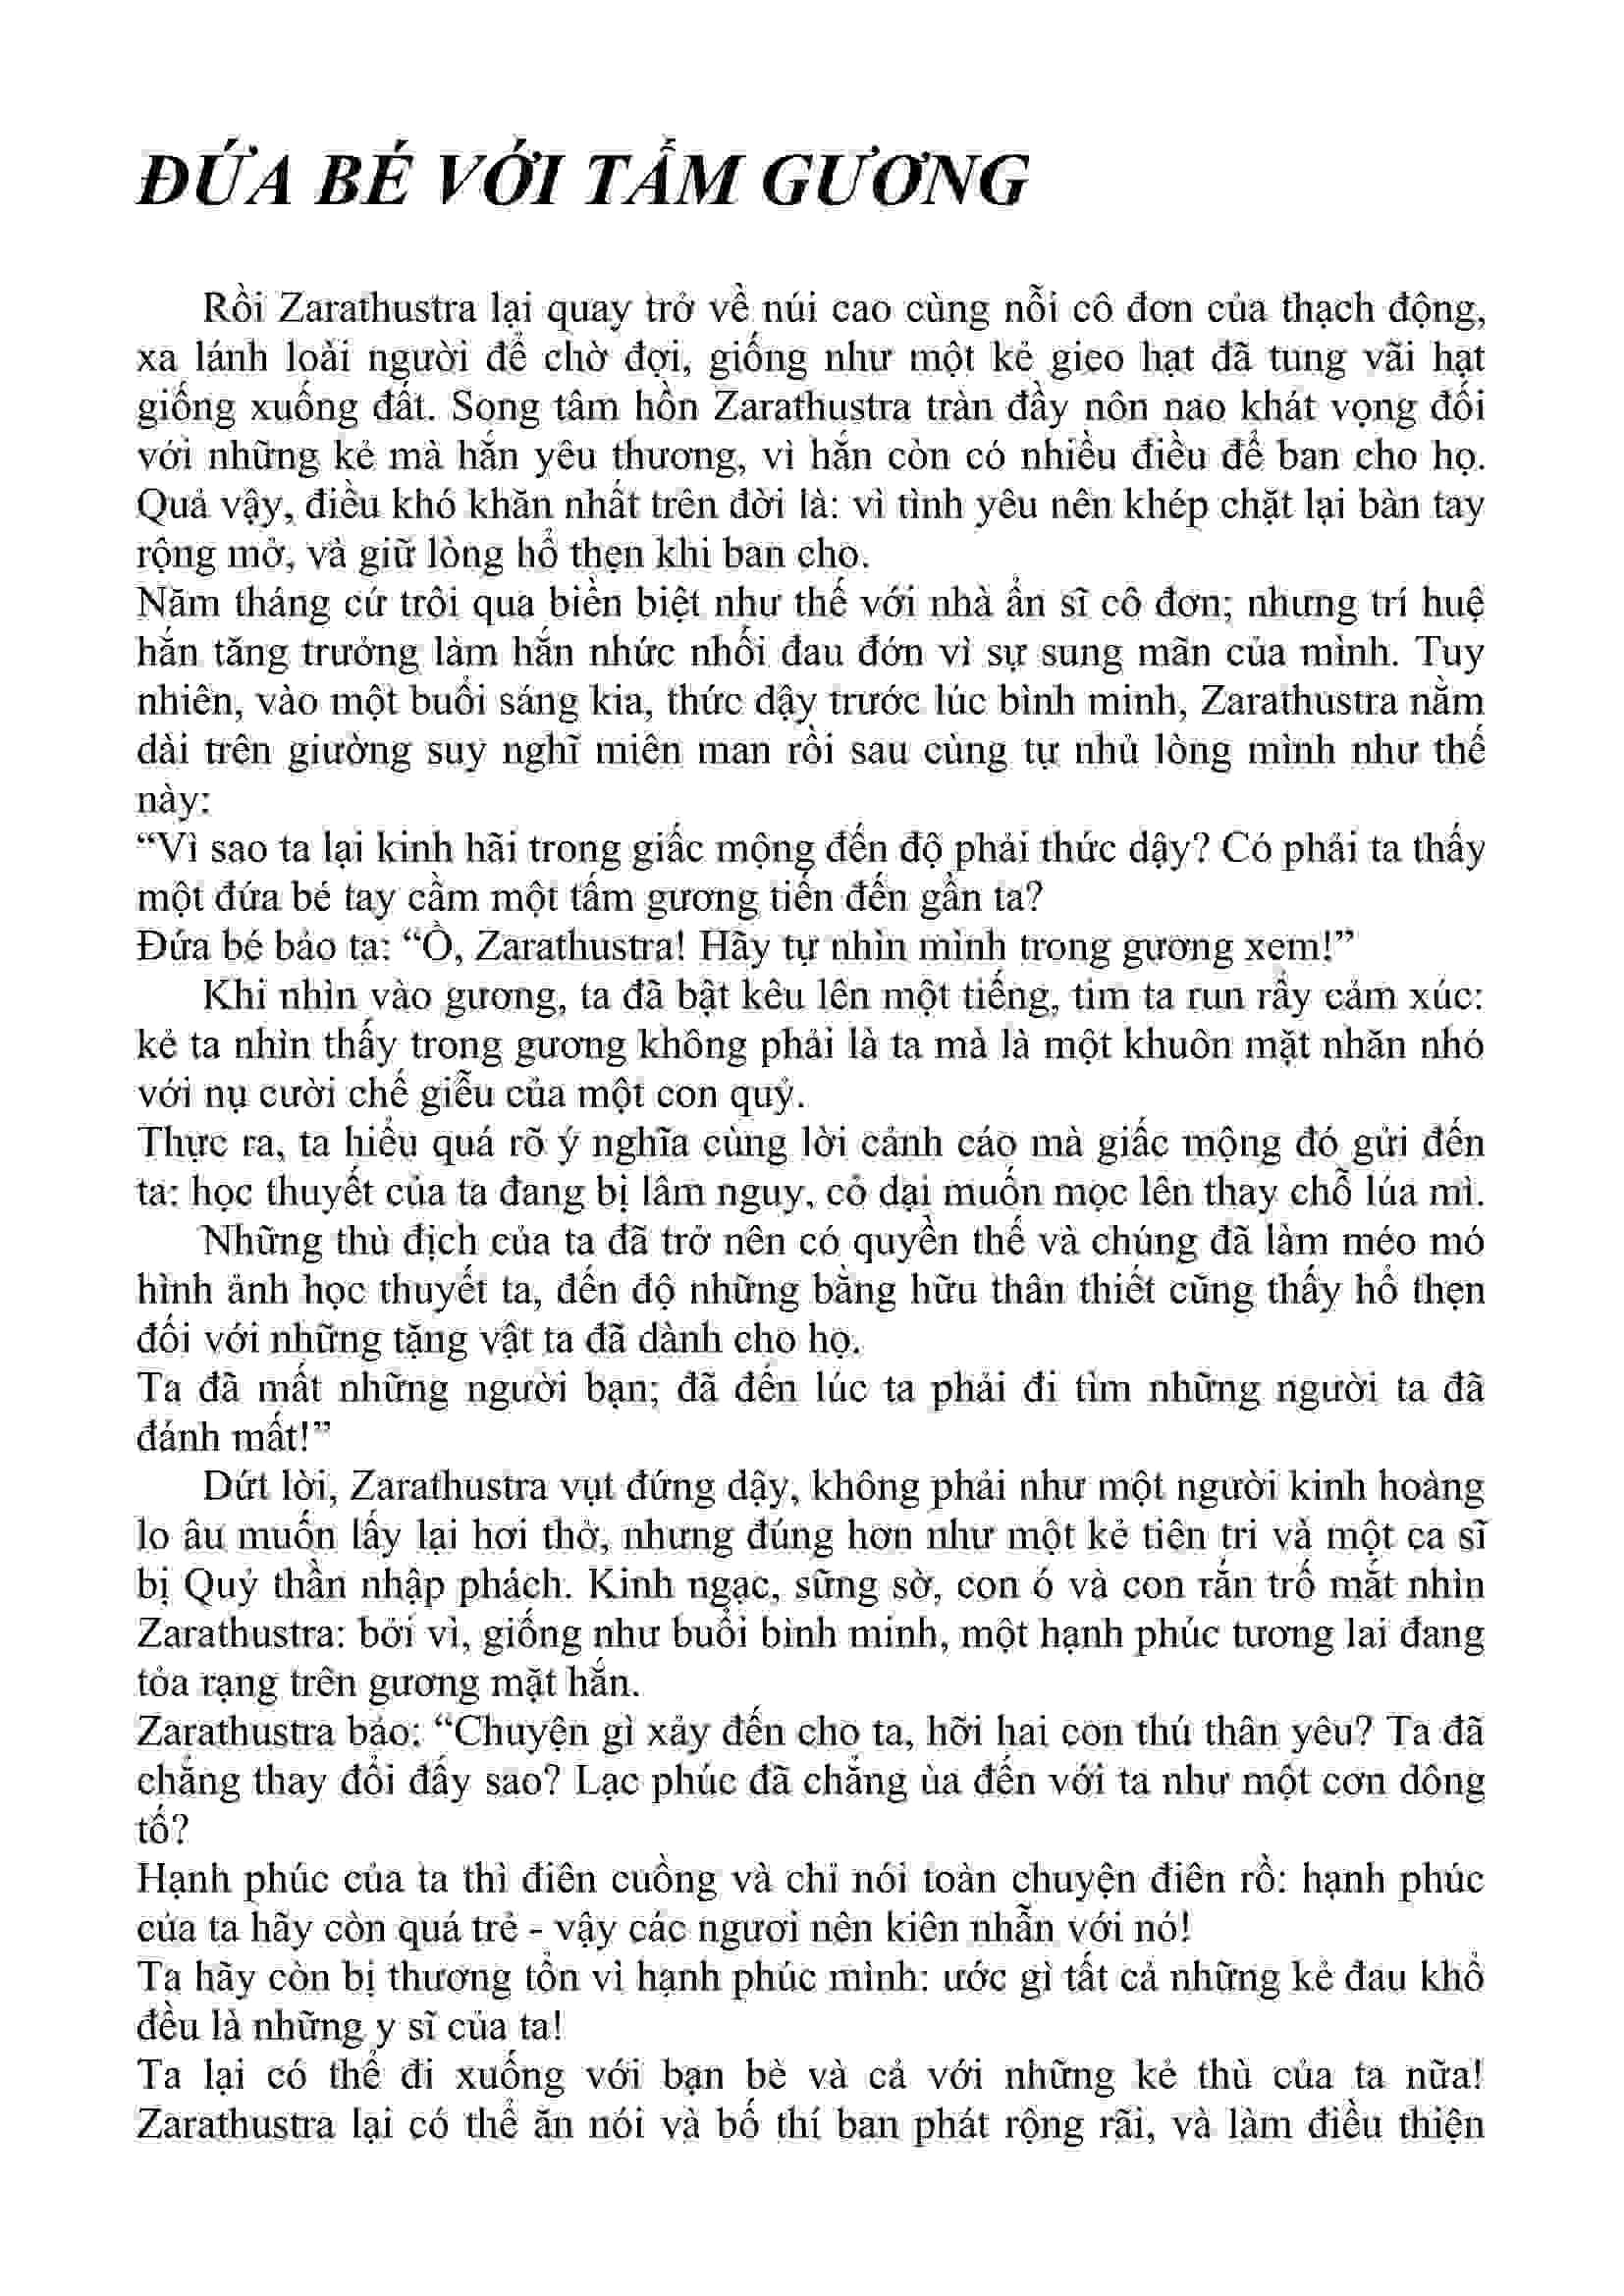 ĐỨA BÉ VỚI TẤM GƯƠNG
Rồi Zarathustra lại quay trở về núi cao cùng nỗi cô đơn của thạch động,
xa lánh loài người để chờ đợi, giống như một kẻ gieo hạt đã tung vãi hạt
giống xuống đất. Song tâm hồn Zarathustra tràn đầy nôn nao khát vọng đối
với những kẻ mà hắn yêu thương, vì hắn còn có nhiều điều để ban cho họ.
Quả vậy, điều khó khăn nhất trên đời là: vì tình yêu nên khép chặt lại bàn tay
rộng mở, và giữ lòng hổ thẹn khi ban cho.
Năm tháng cứ trôi qua biền biệt như thế với nhà ẩn sĩ cô đơn; nhưng trí huệ
hắn tăng trưởng làm hắn nhức nhối đau đớn vì sự sung mãn của mình. Tuy
nhiên, vào một buổi sáng kia, thức dậy trước lúc bình minh, Zarathustra nằm
dài trên giường suy nghĩ miên man rồi sau cùng tự nhủ lòng mình như thế
này:
“Vì sao ta lại kinh hãi trong giấc mộng đến độ phải thức dậy? Có phải ta thấy
một đứa bé tay cầm một tấm gương tiến đến gần ta?
Đứa bé bảo ta: “Ồ, Zarathustra! Hãy tự nhìn mình trong gương xem!”
Khi nhìn vào gương, ta đã bật kêu lên một tiếng, tim ta run rẩy cảm xúc:
kẻ ta nhìn thấy trong gương không phải là ta mà là một khuôn mặt nhăn nhó
với nụ cười chế giễu của một con quỷ.
Thực ra, ta hiểu quá rõ ý nghĩa cùng lời cảnh cáo mà giấc mộng đó gửi đến
ta: học thuyết của ta đang bị lâm nguy, cỏ dại muốn mọc lên thay chỗ lúa mì.
Những thù địch của ta đã trở nên có quyền thế và chúng đã làm méo mó
hình ảnh học thuyết ta, đến độ những bằng hữu thân thiết cũng thấy hổ thẹn
đối với những tặng vật ta đã dành cho họ.
Ta đã mất những người bạn; đã đến lúc ta phải đi tìm những người ta đã
đánh mất!”
Dứt lời, Zarathustra vụt đứng dậy, không phải như một người kinh hoàng
lo âu muốn lấy lại hơi thở, nhưng đúng hơn như một kẻ tiên tri và một ca sĩ
bị Quỷ thần nhập phách. Kinh ngạc, sững sờ, con ó và con rắn trố mắt nhìn
Zarathustra: bởi vì, giống như buổi bình minh, một hạnh phúc tương lai đang
tỏa rạng trên gương mặt hắn.
Zarathustra bảo: “Chuyện gì xảy đến cho ta, hỡi hai con thú thân yêu? Ta đã
chẳng thay đổi đấy sao? Lạc phúc đã chẳng ùa đến với ta như một cơn dông
tố?
Hạnh phúc của ta thì điên cuồng và chỉ nói toàn chuyện điên rồ: hạnh phúc
của ta hãy còn quá trẻ - vậy các ngươi nên kiên nhẫn với nó!
Ta hãy còn bị thương tổn vì hạnh phúc mình: ước gì tất cả những kẻ đau khổ
đều là những y sĩ của ta!
Ta lại có thể đi xuống với bạn bè và cả với những kẻ thù của ta nữa!
Zarathustra lại có thể ăn nói và bố thí ban phát rộng rãi, và làm điều thiện